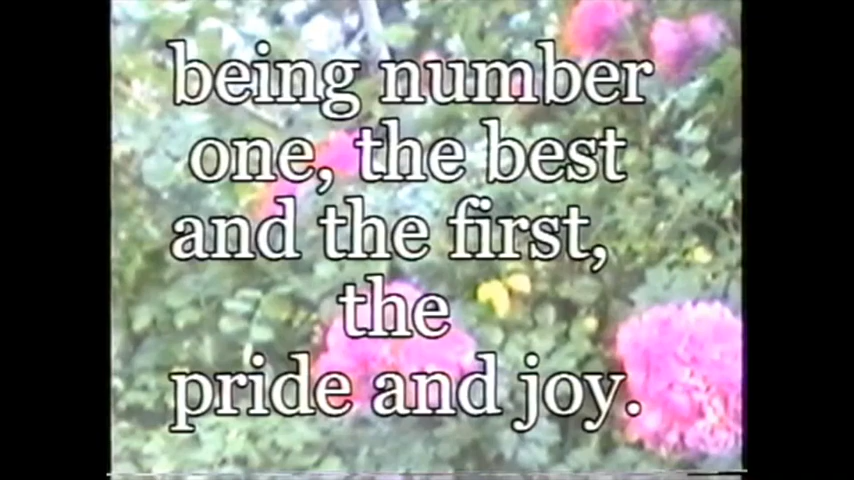 being number
one, the best
and the first,
the
pride and joy.